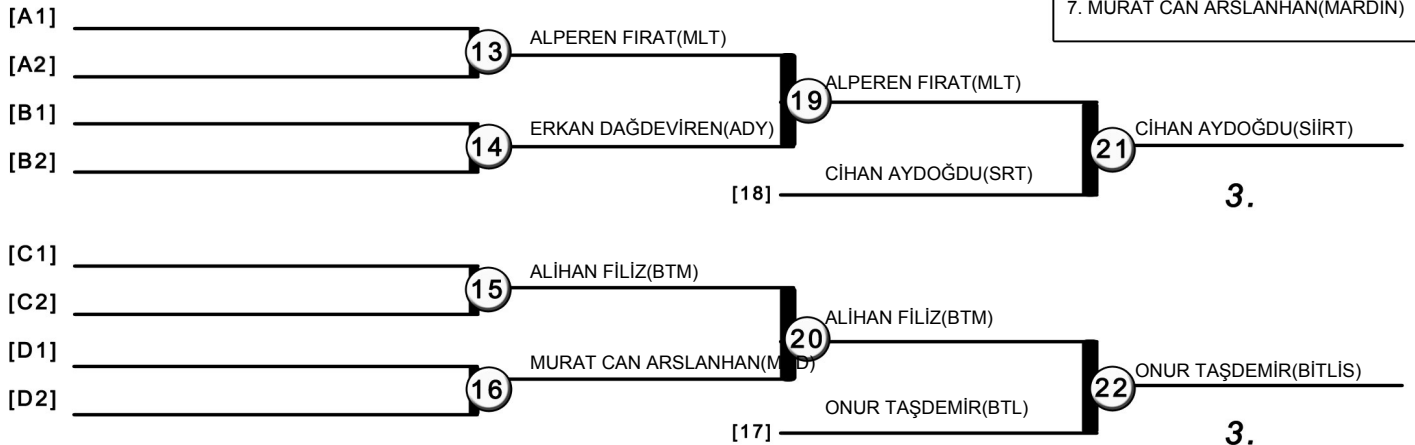 7. MURAT CAN ARSLANHAN(MARDİN)
[A1]
13
ALPEREN FIRAT(MLT)
[A2]
19
ALPEREN FIRAT(MLT)
[B1]
14
ERKAN DAĞDEVİREN(ADY)
21
CİHAN AYDOĞDU(SİİRT)
[B2]
CİHAN AYDOĞDU(SRT)
[18]
3.
[C1]
15
ALİHAN FİLİZ(BTM)
[C2]
20
ALİHAN FİLİZ(BTM)
[D1]
16
MURAT CAN ARSLANHAN(M D)
22
ONUR TAŞDEMİR(BİTLİS)
[D2]
ONUR TAŞDEMİR(BTL)
[17]
3.